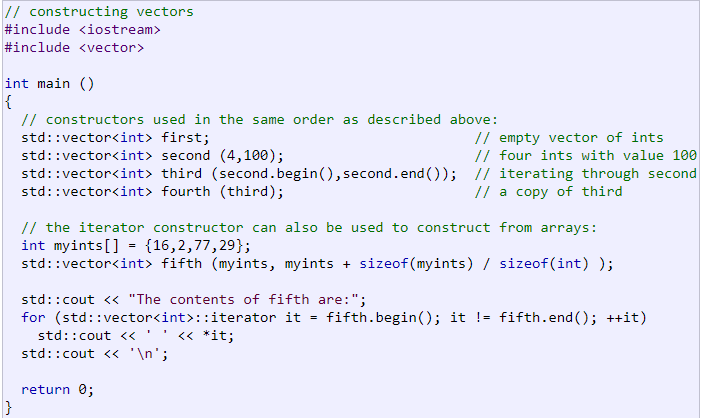 // constructing vectors
#include <iostream>
#include <vector>
int main ()
{
// constructors used in the same order as described above:
std::vector<int> first; // empty vector of ints
std::vector<int> second (4,100); // four ints with value 100
std::vector<int> third (second.begin(),second.end()); // iterating through second
std::vector<int> fourth (third); // a copy of third
// the iterator constructor can also be used to construct from arrays:
int myints[] = {16,2,77,29};
std::vector<int> fifth (myints, myints + sizeof(myints) / sizeof(int) );
std::cout << "The contents of fifth are:";
for (std::vector<int>::iterator it = fifth.begin(); it != fifth.end(); ++it)
std::cout << ' ' << *it;
std::cout << '\n';
return 0;
}